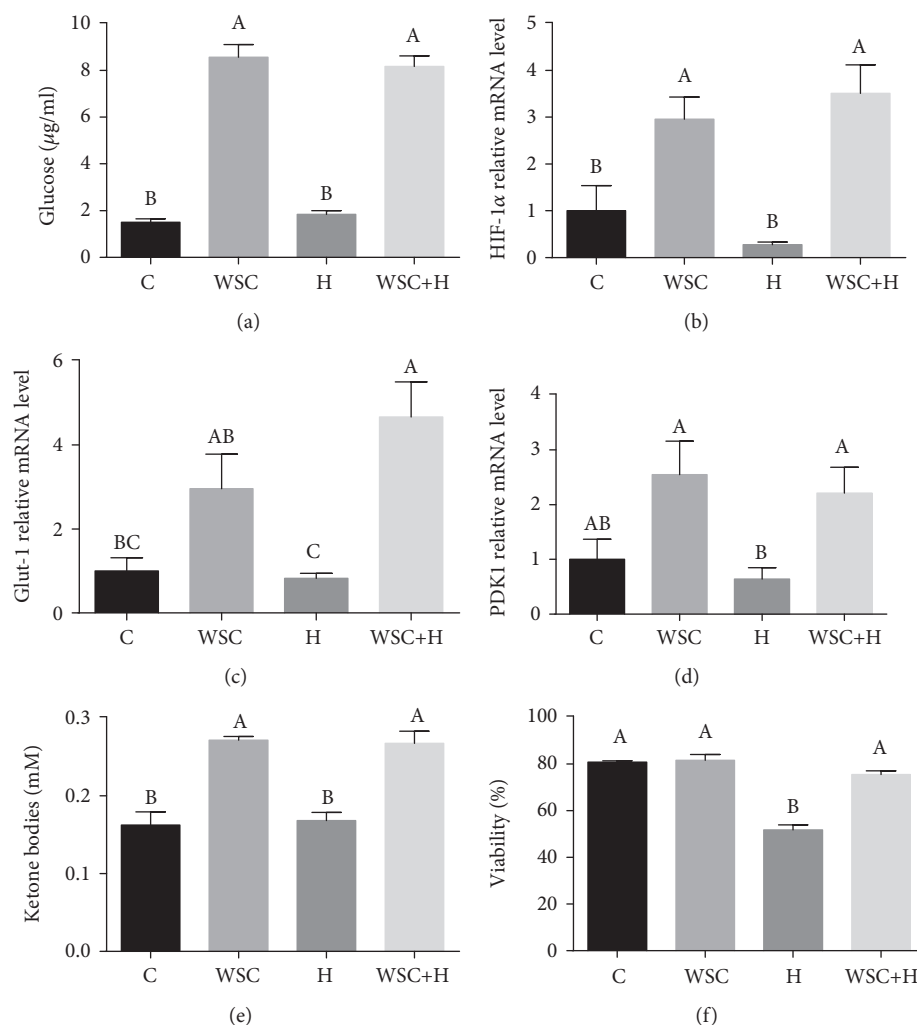 Glucose (μg/ml)
10
8
6
4
2
0
B
A
B
A
C WSC H WSC+H
(a)
HIF-1α relative mRNA level
5
4
3
2
1
0
B
A
B
A
C WSC H WSC+H
(b)
Glut-1 relative mRNA level
6
4
2
0
BC
AB
C
A
C WSC H WSC+H
(c)
PDK1 relative mRNA level
4
3
2
1
0
AB
A
B
A
C WSC H WSC+H
(d)
Ketone bodies (mM)
0.3
0.2
0.1
0.0
B
A
B
A
C WSC H WSC+H
(e)
Viability (%)
100
80
60
40
20
0
A
A
B
A
C WSC H WSC+H
(f)